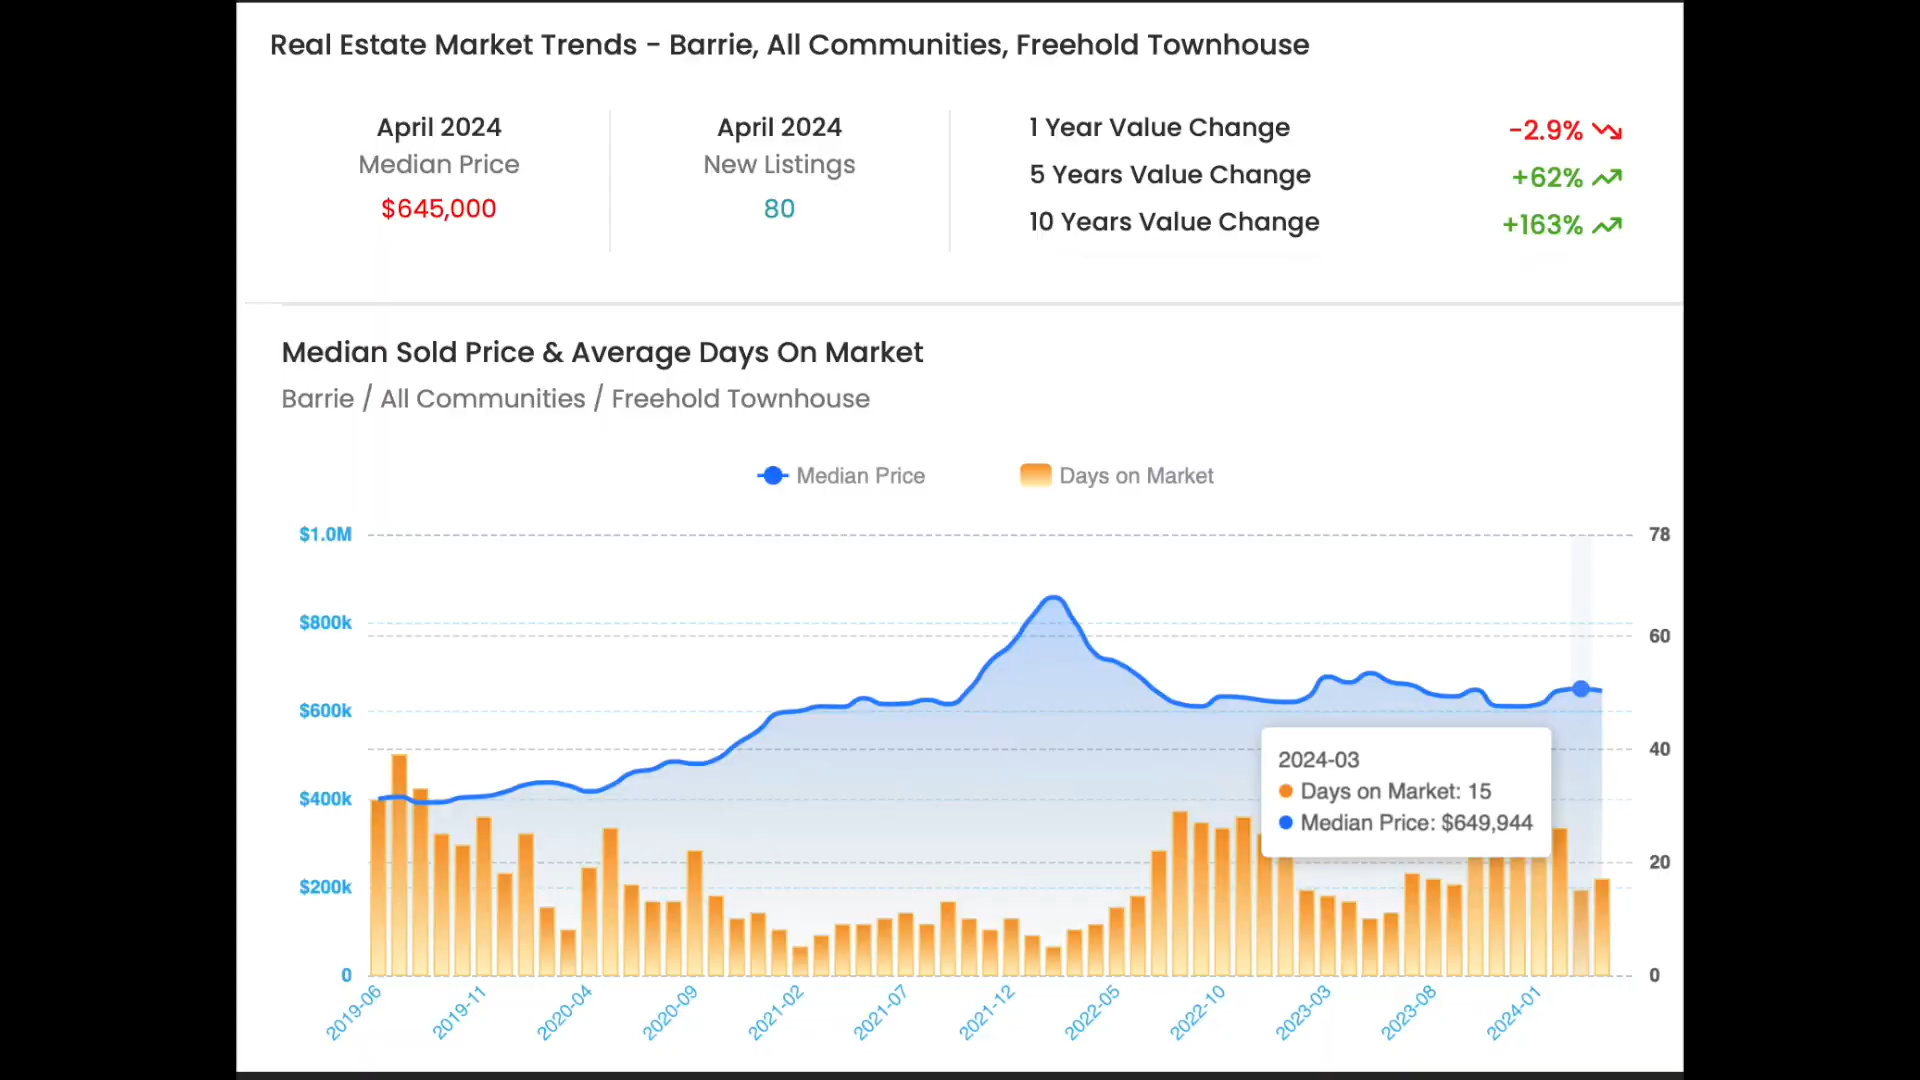 Real Estate Market Trends - Barrie, All Communities, Freehold Townhouse
April 2024
Median Price
$645,000
April 2024
New Listings
80
1 Year Value Change -2.9%
5 Years Value Change +62%
10 Years Value Change +163%
Median Sold Price & Average Days On Market
Barrie / All Communities / Freehold Townhouse
Median Price Days on Market
$1.0M 78
$800k 60
$600k 40
$400k 20
$200k 0
0
2024-03
Days on Market: 15
Median Price: $649,944
2019-06 2019-11 2020-04 2020-09 2021-02 2021-07 2021-12 2022-05 2022-10 2023-03 2023-08 2024-01